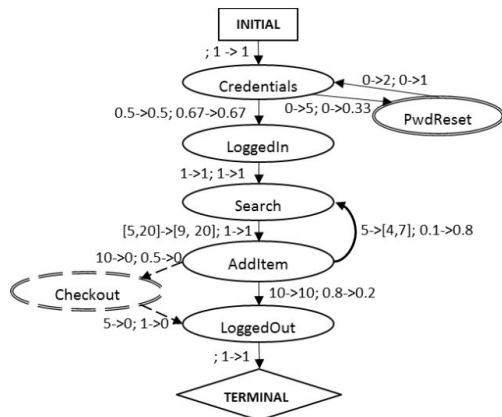 INITIAL
; 1 -> 1
Credentials
0->2; 0->1
0.5->0.5; 0.67->0.67
0->5; 0->0.33
PwdReset
LoggedIn
1->1; 1->1
Search
[5,20]->[9, 20]; 1->1
5->[4,7]; 0.1->0.8
10->0; 0.5->0
AddItem
Checkout
10->10; 0.8->0.2
5->0; 1->0
LoggedOut
; 1->1
TERMINAL